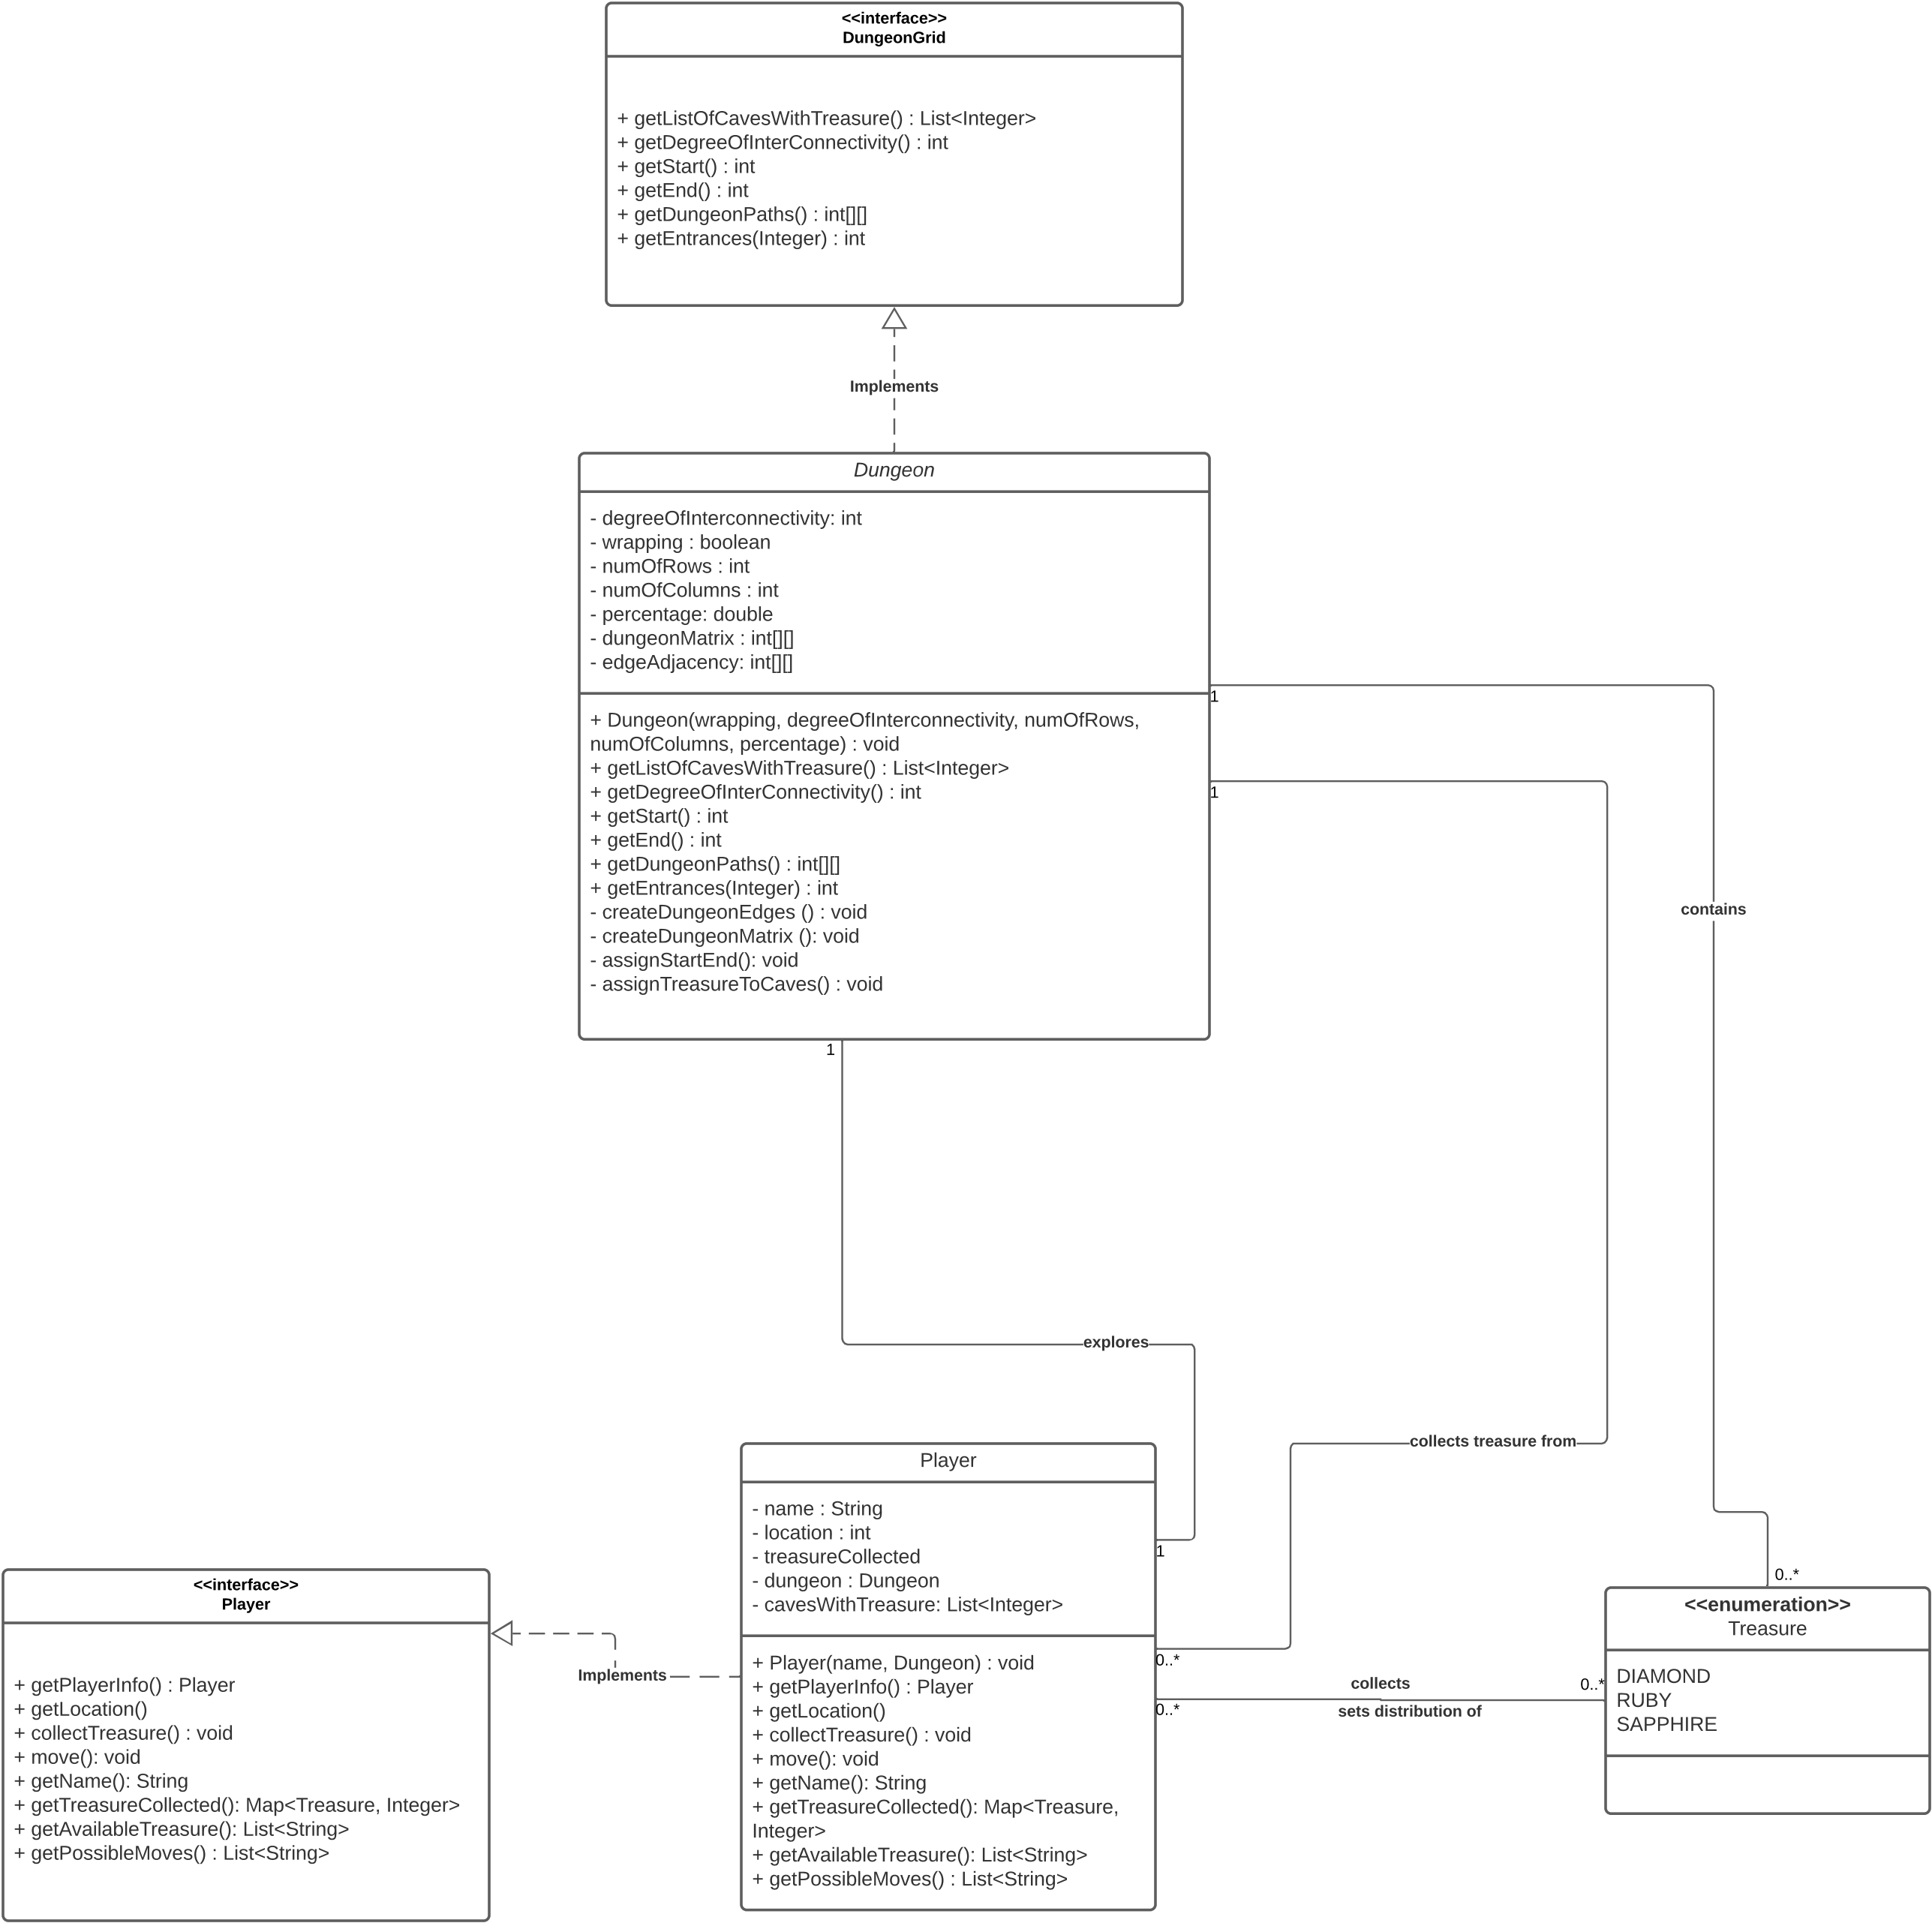 <<interface>>
DungeonGrid
+ getListOfCavesWithTreasure() : List<Integer>
+ getDegreeOfInterConnectivity() : int
+ getStart() : int
+ getEnd() : int
+ getDungeonPaths() : int[][]
+ getEntrances(Integer) : int
Implements
Dungeon
- degreeOfInterconnectivity: int
- wrapping : boolean
- numOfRows : int
- numOfColumns : int
- percentage: double
- dungeonMatrix : int[][]
- edgeAdjacency: int[][]
+ Dungeon(wrapping, degreeOfInterconnectivity, numOfRows,
numOfColumns, percentage) : void
+ getListOfCavesWithTreasure() : List<Integer>
+ getDegreeOfInterConnectivity() : int
+ getStart() : int
+ getEnd() : int
+ getDungeonPaths() : int[][]
+ getEntrances(Integer) : int
- createDungeonEdges () : void
- createDungeonMatrix (): void
- assignStartEnd(): void
- assignTreasureToCaves() : void
1
1
contains
1
explores
collects treasure from
Player
- name : String
- location : int
- treasureCollected
- dungeon : Dungeon
- cavesWithTreasure: List<Integer>
+ Player(name, Dungeon) : void
+ getPlayerInfo() : Player
+ getLocation()
+ collectTreasure() : void
+ move(): void
+ getName(): String
+ getTreasureCollected(): Map<Treasure,
Integer>
+ getAvailableTreasure(): List<String>
+ getPossibleMoves() : List<String>
1
0..*
0..*
collects
sets distribution of
0..*
0..*
<<interface>>
Player
+ getPlayerInfo() : Player
+ getLocation()
+ collectTreasure() : void
+ move(): void
+ getName(): String
+ getTreasureCollected(): Map<Treasure, Integer>
+ getAvailableTreasure(): List<String>
+ getPossibleMoves() : List<String>
Implements
<<enumeration>>
Treasure
DIAMOND
RUBY
SAPPHIRE